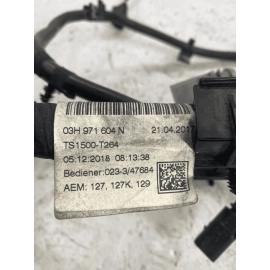 03H 971 604 N 21.04.2017
TS1500-T264
05.12.2018 08:13:38
Bediener:023-3/47684
AEM: 127, 127K, 129